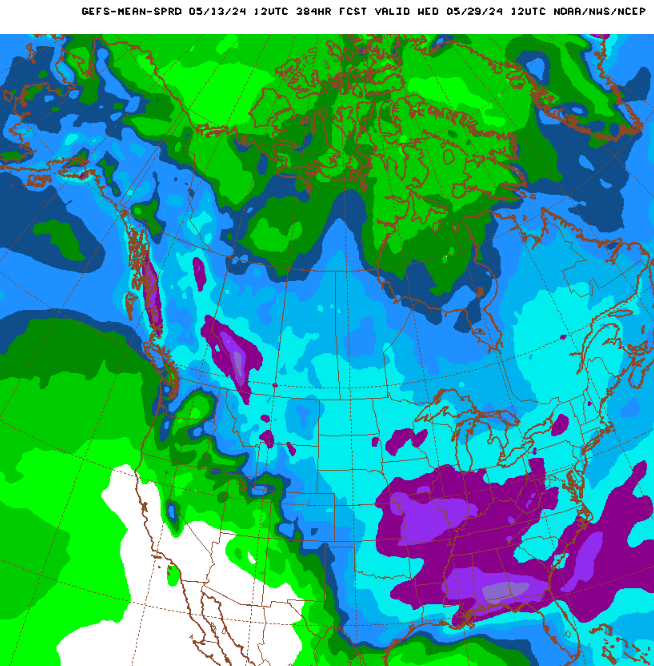 GEFS-MEAN-SPRD 05/13/24 12UTC 384HR FCST VALID WED 05/29/24 12UTC NOAA/NWS/NCEP